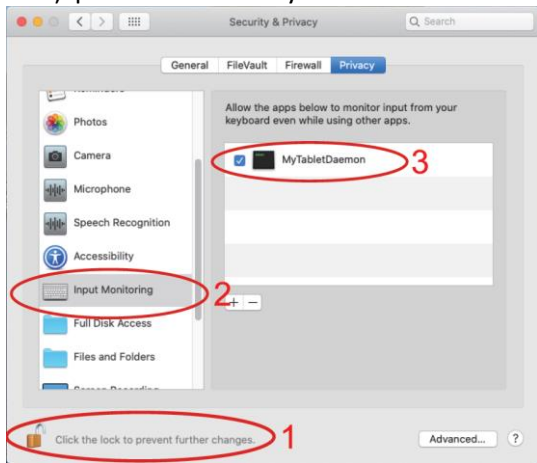 Security & Privacy
Search
General FileVault Firewall Privacy
Photos
Camera
Microphone
Speech Recognition
Accessibility
Input Monitoring
Full Disk Access
Files and Folders
Allow the apps below to monitor input from your
keyboard even while using other apps.
MyTabletDaemon
3
2
+ −
Click the lock to prevent further changes.
1
Advanced...
?